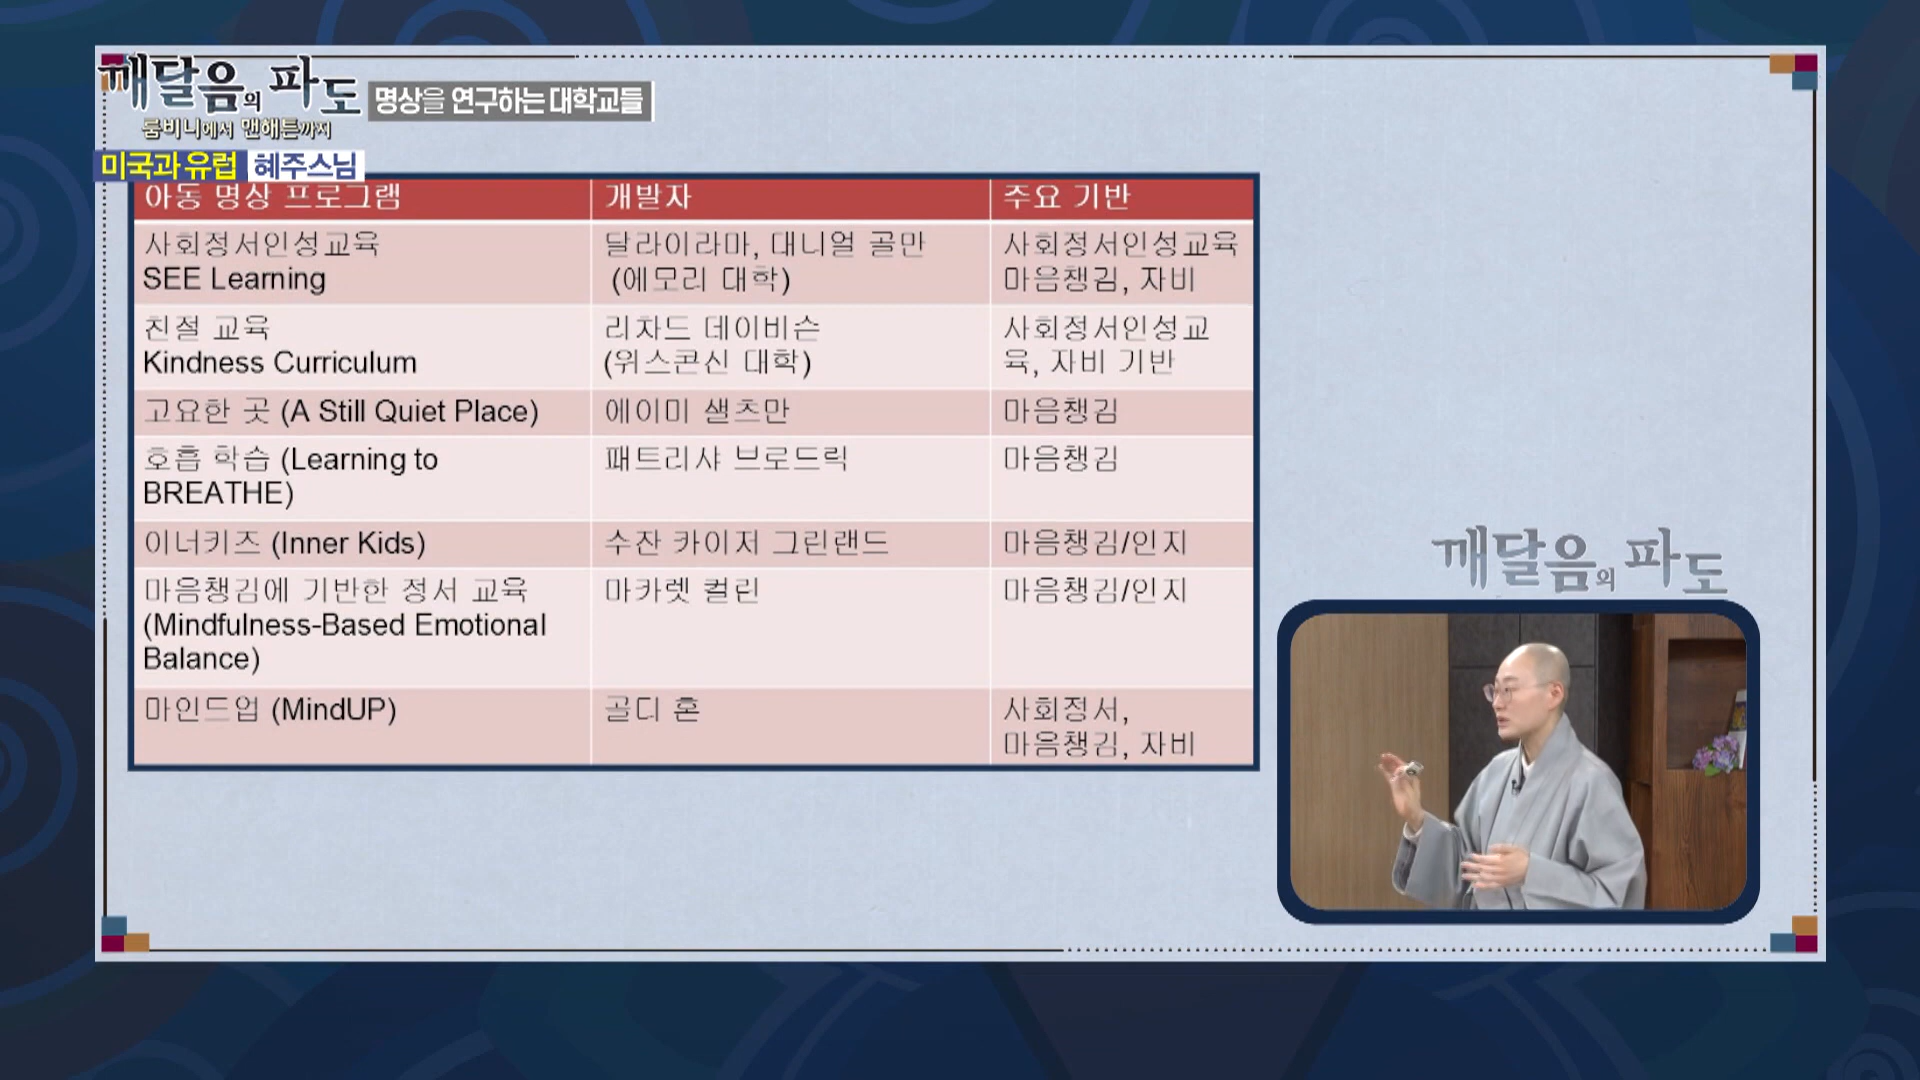 깨달음의 파도
룸비니에서 맨해튼까지
명상을 연구하는 대학교들
미국과 유럽 혜주스님
아동 명상 프로그램 개발자 주요 기반
사회정서인성교육
SEE Learning
달라이라마, 대니얼 골만
(에모리 대학)
사회정서인성교육
마음챙김, 자비
친절 교육
Kindness Curriculum
리차드 데이비슨
(위스콘신 대학)
사회정서인성교
육, 자비 기반
고요한 곳 (A Still Quiet Place) 에이미 샐츠만 마음챙김
호흡 학습 (Learning to
BREATHE)
패트리샤 브로드릭
마음챙김
이너키즈 (Inner Kids) 수잔 카이저 그린랜드 마음챙김/인지
마음챙김에 기반한 정서 교육
(Mindfulness-Based Emotional
Balance)
마카렛 컬린
마음챙김/인지
마인드업 (MindUP)
골디 혼
사회정서,
마음챙김, 자비
깨달음의 파도